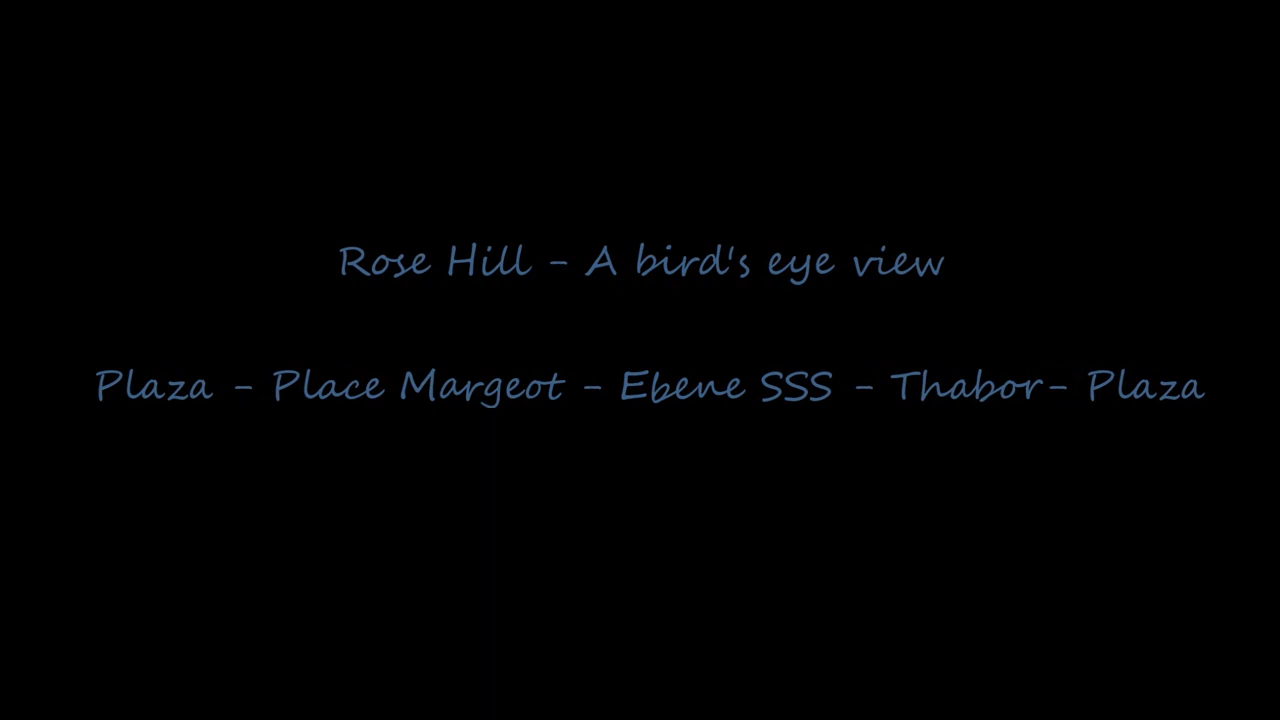 Rose Hill - A bird's eye view
Plaza - Place Margeot - Ebene SSS - Thabor- Plaza